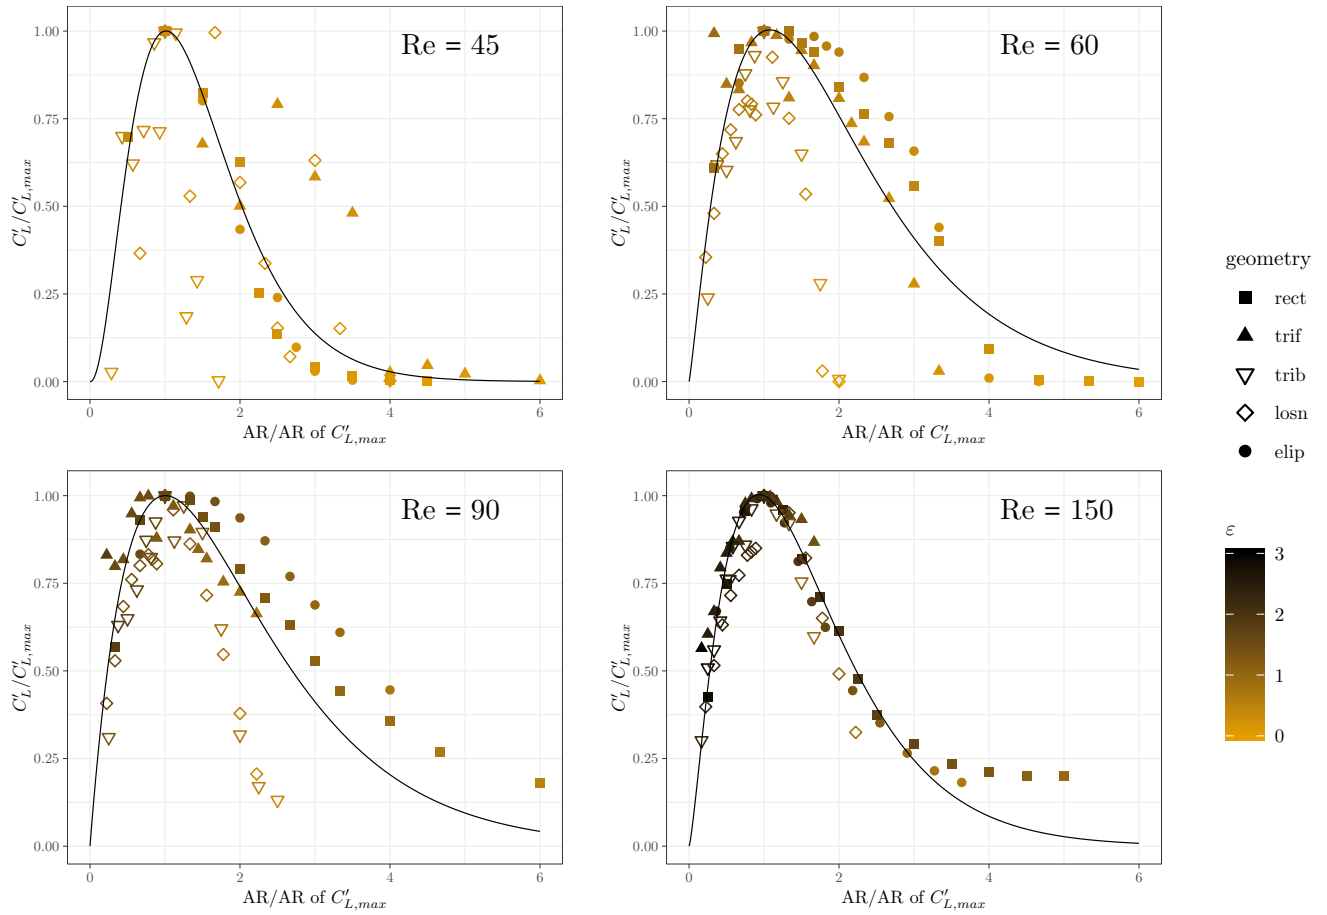 Re = 45
1.00
0.75
0.50
0.25
0.00
C′L/C′L,max
0 2 4 6
AR/AR of C′L,max
Re = 60
1.00
0.75
0.50
0.25
0.00
C′L/C′L,max
0 2 4 6
AR/AR of C′L,max
Re = 90
1.00
0.75
0.50
0.25
0.00
C′L/C′L,max
0 2 4 6
AR/AR of C′L,max
Re = 150
1.00
0.75
0.50
0.25
0.00
C′L/C′L,max
0 2 4 6
AR/AR of C′L,max
geometry
rect
trif
trib
losn
elip
ε
3
2
1
0